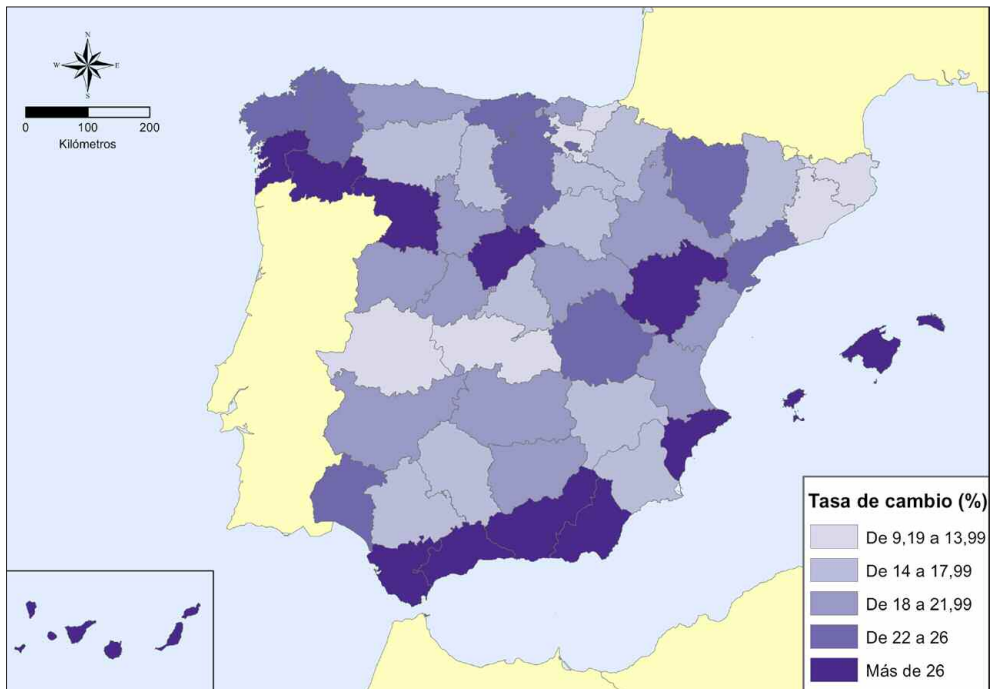 N
W E
S
0 100 200
Kilómetros
Tasa de cambio (%)
De 9,19 a 13,99
De 14 a 17,99
De 18 a 21,99
De 22 a 26
Más de 26